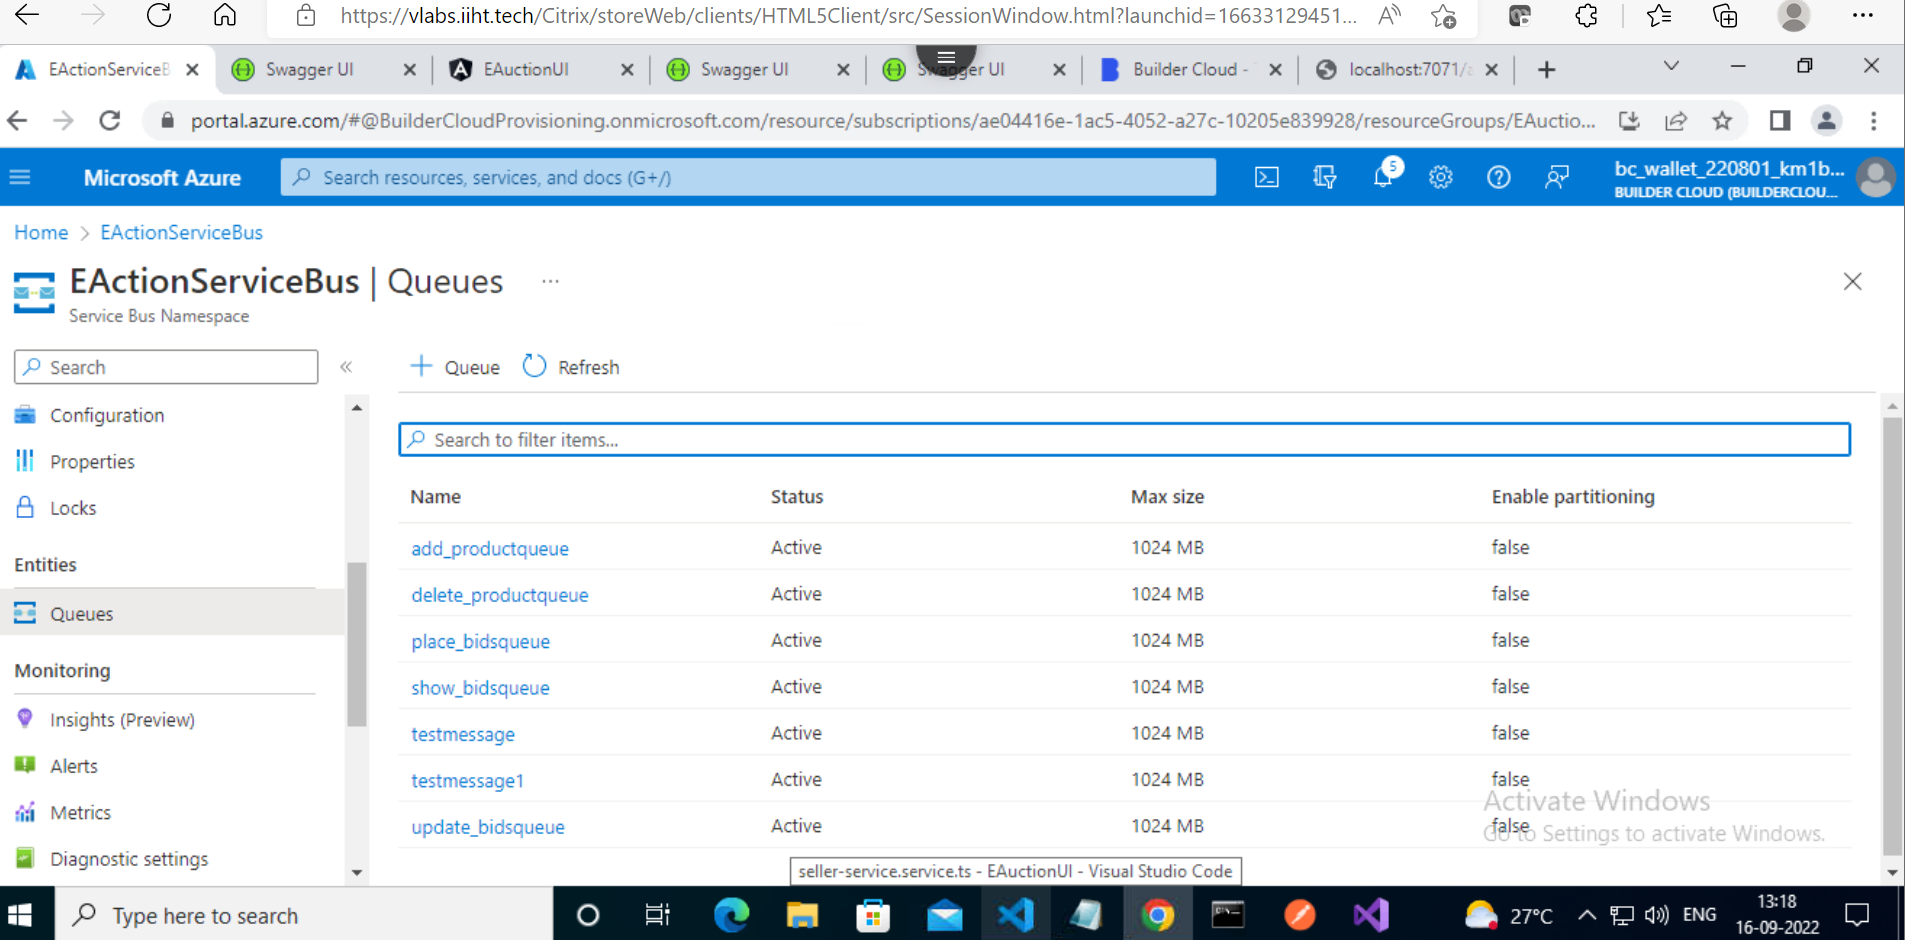 https://vlabs.iiht.tech/Citrix/storeWeb/clients/HTML5Client/src/SessionWindow.html?launchid=16633129451...
EActionServiceB
Swagger UI
EAuctionUI
Swagger UI
Swagger UI
Builder Cloud -
localhost:7071/a
portal.azure.com/#@BuilderCloudProvisioning.onmicrosoft.com/resource/subscriptions/ae04416e-1ac5-4052-a27c-10205e839928/resourceGroups/EAuctio...
Microsoft Azure
Search resources, services, and docs (G+/)
5
bc_wallet_220801_km1b...
BUILDER CLOUD (BUILDERCLOU...
Home > EActionServiceBus
EActionServiceBus | Queues ...
Service Bus Namespace
Search
«
+ Queue
Refresh
Configuration
Properties
Locks
Entities
Queues
Monitoring
Insights (Preview)
Alerts
Metrics
Diagnostic settings
Search to filter items...
Name Status Max size Enable partitioning
add_productqueue Active 1024 MB false
delete_productqueue Active 1024 MB false
place_bidsqueue Active 1024 MB false
show_bidsqueue Active 1024 MB false
testmessage Active 1024 MB false
testmessage1 Active 1024 MB false
update_bidsqueue Active 1024 MB false
Activate Windows
Go to Settings to activate Windows.
seller-service.service.ts - EAuctionUI - Visual Studio Code
Type here to search
27°C
ENG
13:18
16-09-2022